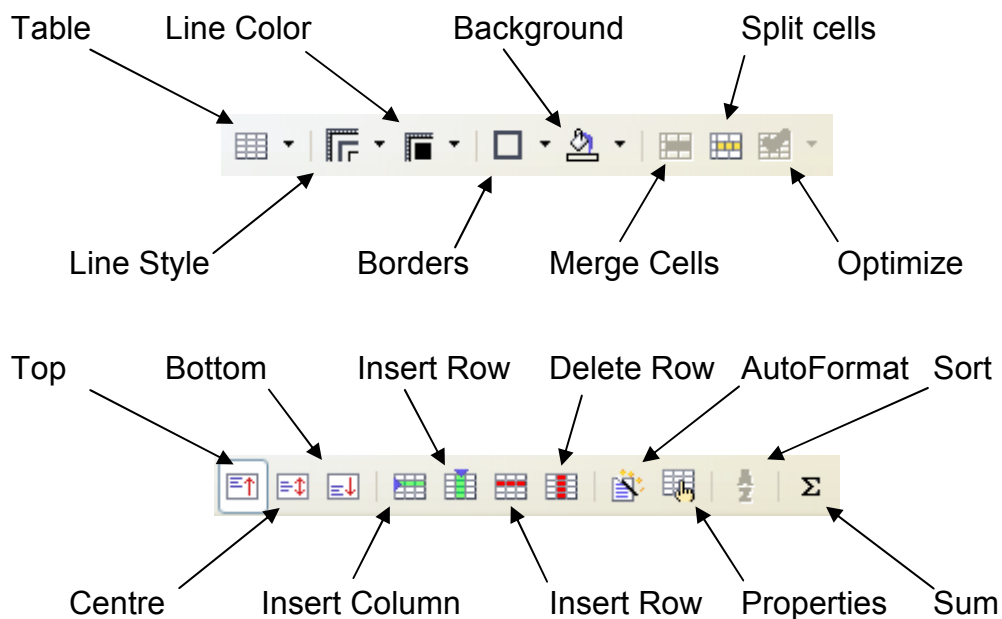 Table Line Color Background Split cells
Line Style Borders Merge Cells Optimize
Top Bottom Insert Row Delete Row AutoFormat Sort
A
Z
Σ
Centre Insert Column Insert Row Properties Sum